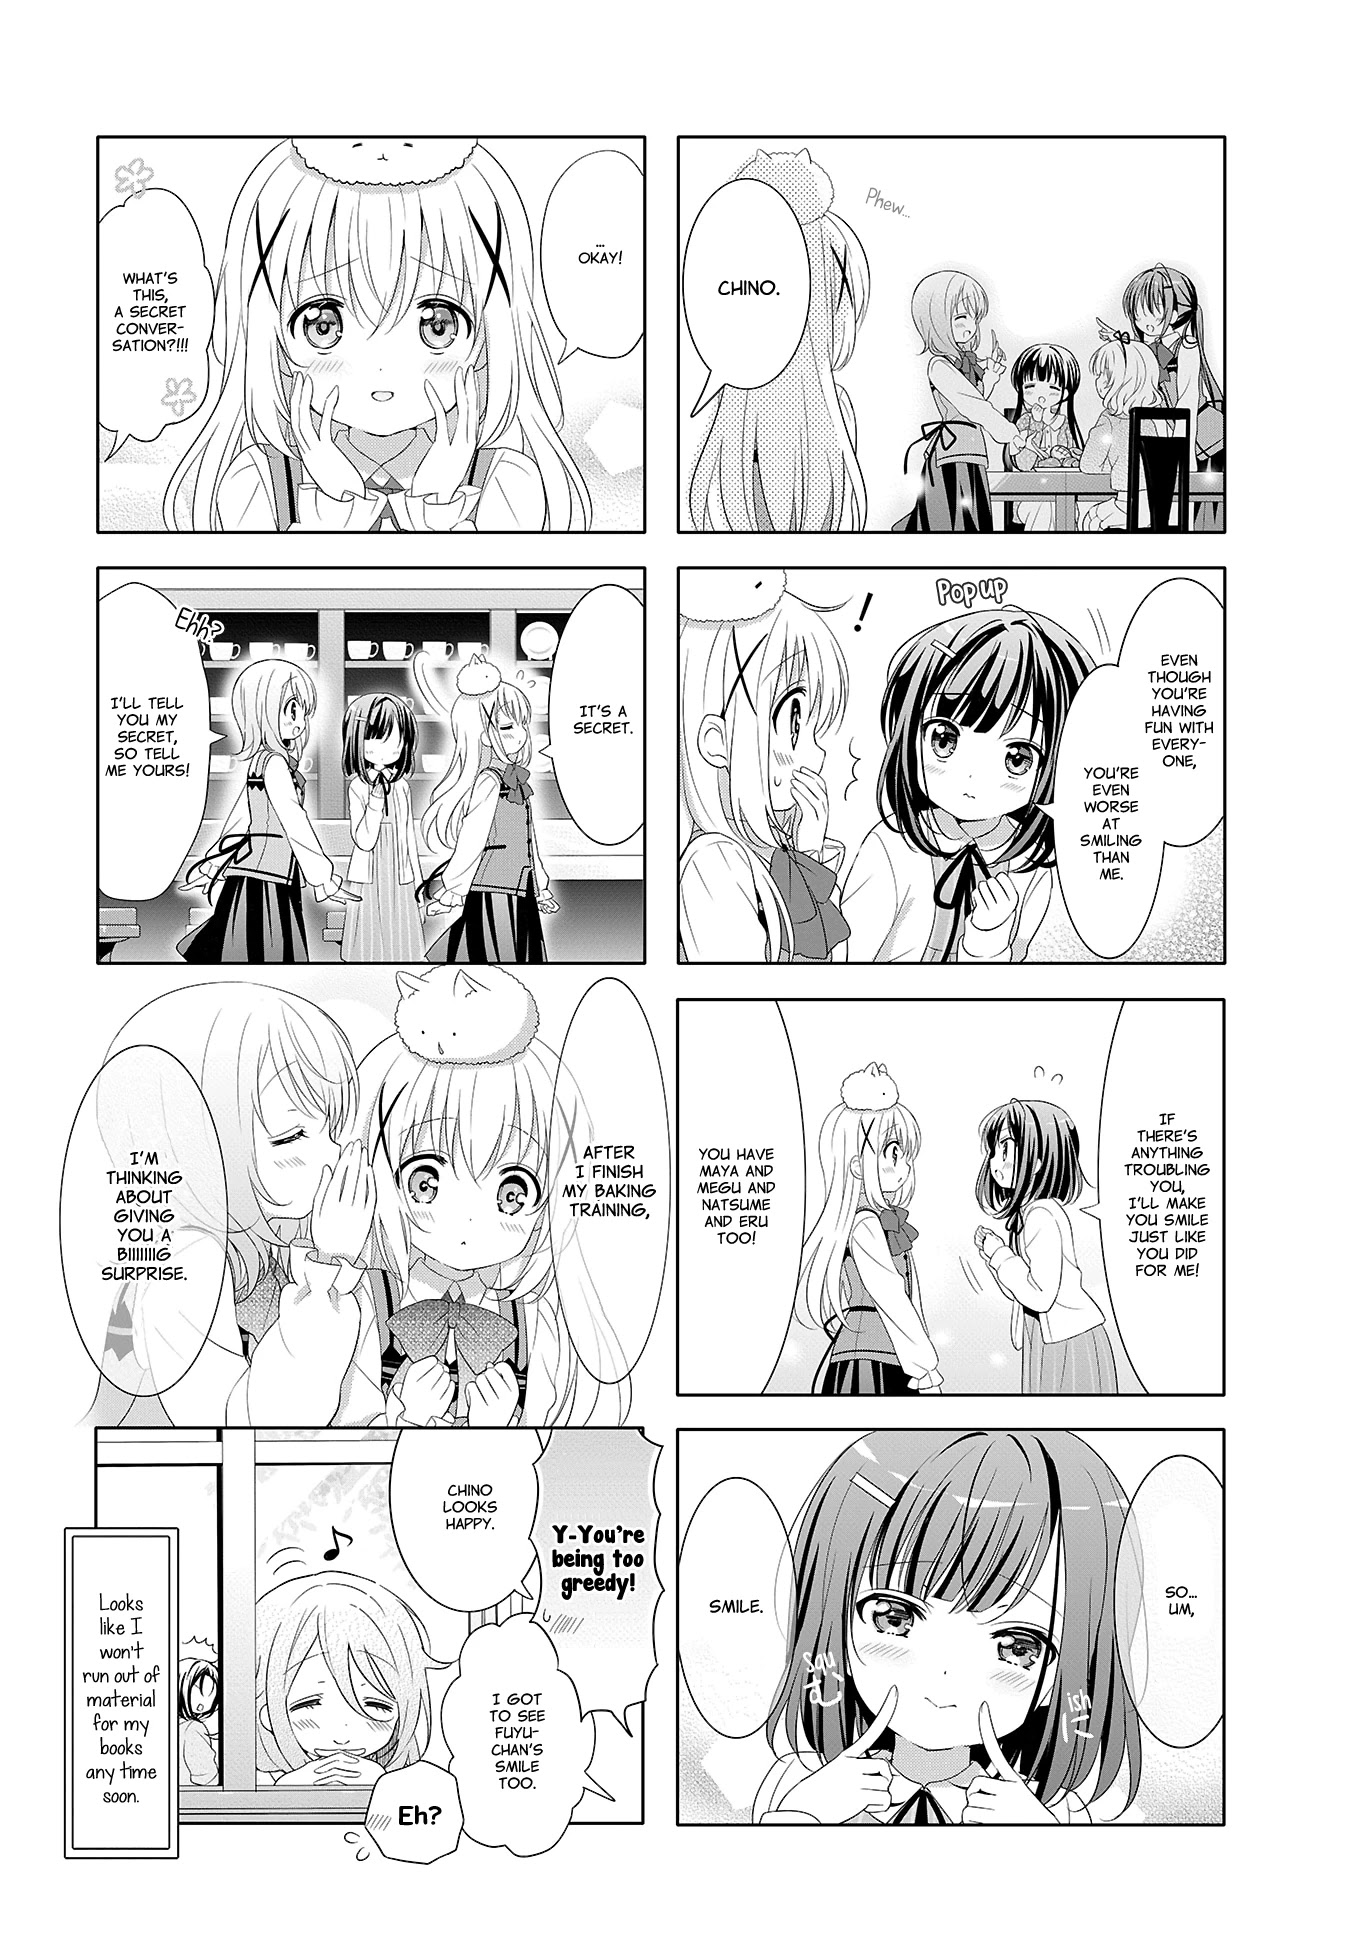 Phew...
CHINO.
Pop up
!
EVEN
THOUGH
YOU'RE
HAVING
FUN WITH
EVERY-
ONE,
YOU'RE
EVEN
WORSE
AT
SMILING
THAN
ME.
IF
THERE'S
ANYTHING
TROUBLING
YOU,
I'LL MAKE
YOU SMILE
JUST LIKE
YOU DID
FOR ME!
YOU HAVE
MAYA AND
MEGU AND
NATSUME
AND ERU
TOO!
SO...
UM,
SMILE.
squ
ish
...
OKAY!
WHAT'S
THIS,
A SECRET
CONVER-
SATION?!!!
IT'S A
SECRET.
Ehh?
I'LL TELL
YOU MY
SECRET,
SO TELL
ME YOURS!
AFTER
I FINISH
MY BAKING
TRAINING,
I'M
THINKING
ABOUT
GIVING
YOU A
BIIIIIIIG
SURPRISE.
Y-You're
being too
greedy!
CHINO
LOOKS
HAPPY.
I GOT
TO SEE
FUYU-
CHAN'S
SMILE
TOO.
Eh?
Looks
like I
won't
run out of
material
for my
books
any time
soon.